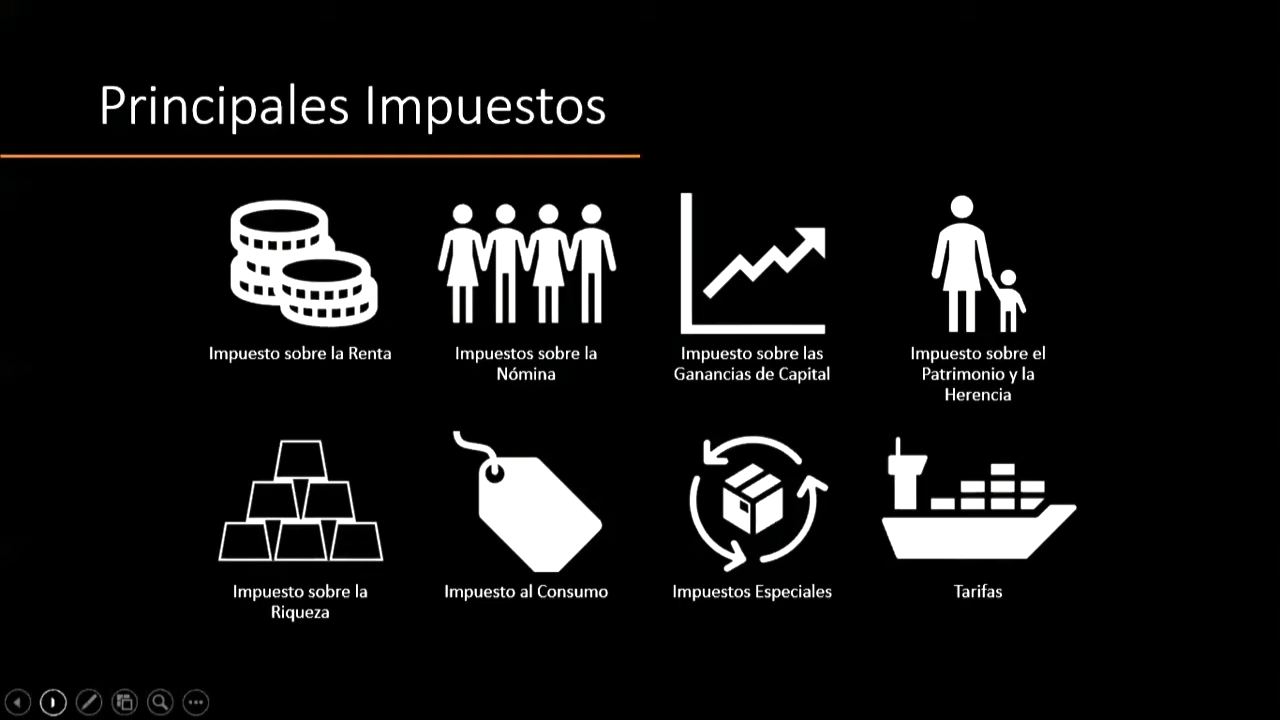 Principales Impuestos
Impuesto sobre la Renta
Impuestos sobre la
Nómina
Impuesto sobre las
Ganancias de Capital
Impuesto sobre el
Patrimonio y la
Herencia
Impuesto sobre la
Riqueza
Impuesto al Consumo
Impuestos Especiales
Tarifas